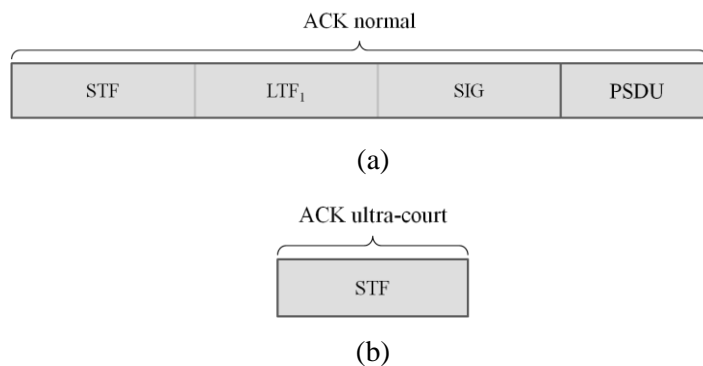 ACK normal
STF LTF₁ SIG PSDU
(a)
ACK ultra-court
STF
(b)